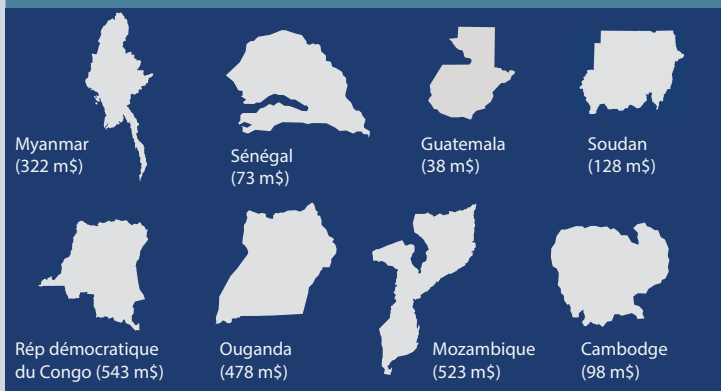 Myanmar
(322 m$)
Sénégal
(73 m$)
Guatemala
(38 m$)
Soudan
(128 m$)
Rép démocratique
du Congo (543 m$)
Ouganda
(478 m$)
Mozambique
(523 m$)
Cambodge
(98 m$)